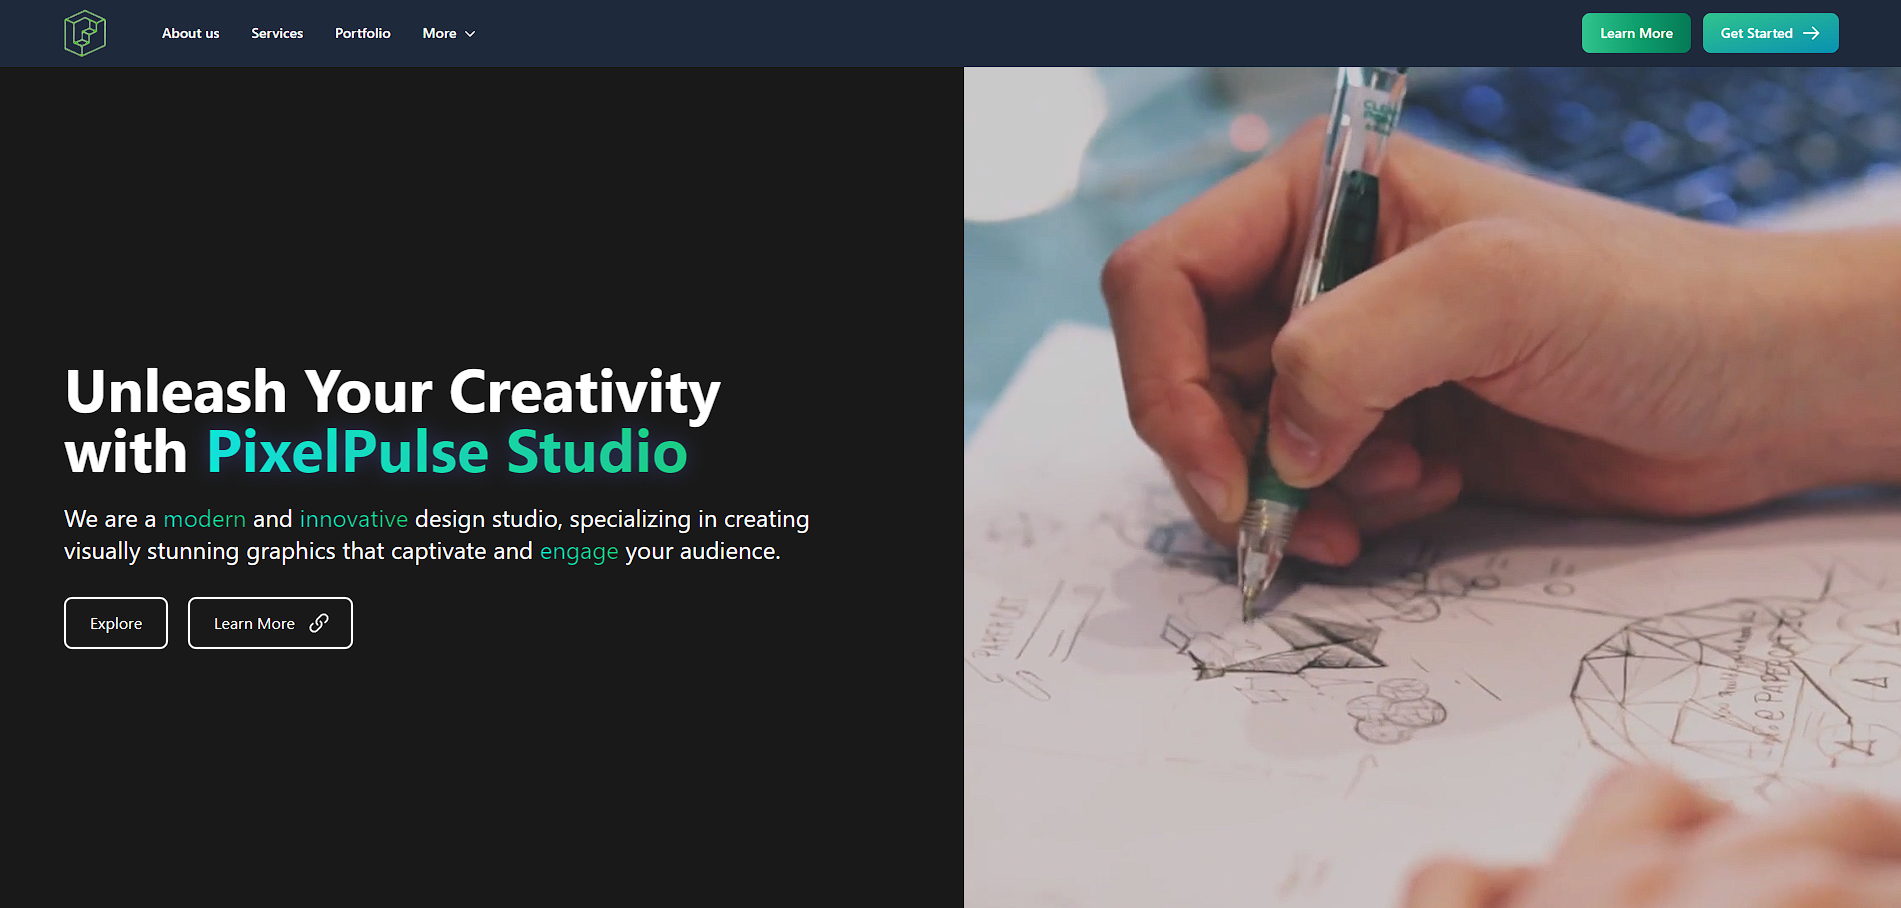 About us
Services
Portfolio
More
Learn More
Get Started
Unleash Your Creativity
with PixelPulse Studio
We are a modern and innovative design studio, specializing in creating
visually stunning graphics that captivate and engage your audience.
Explore
Learn More